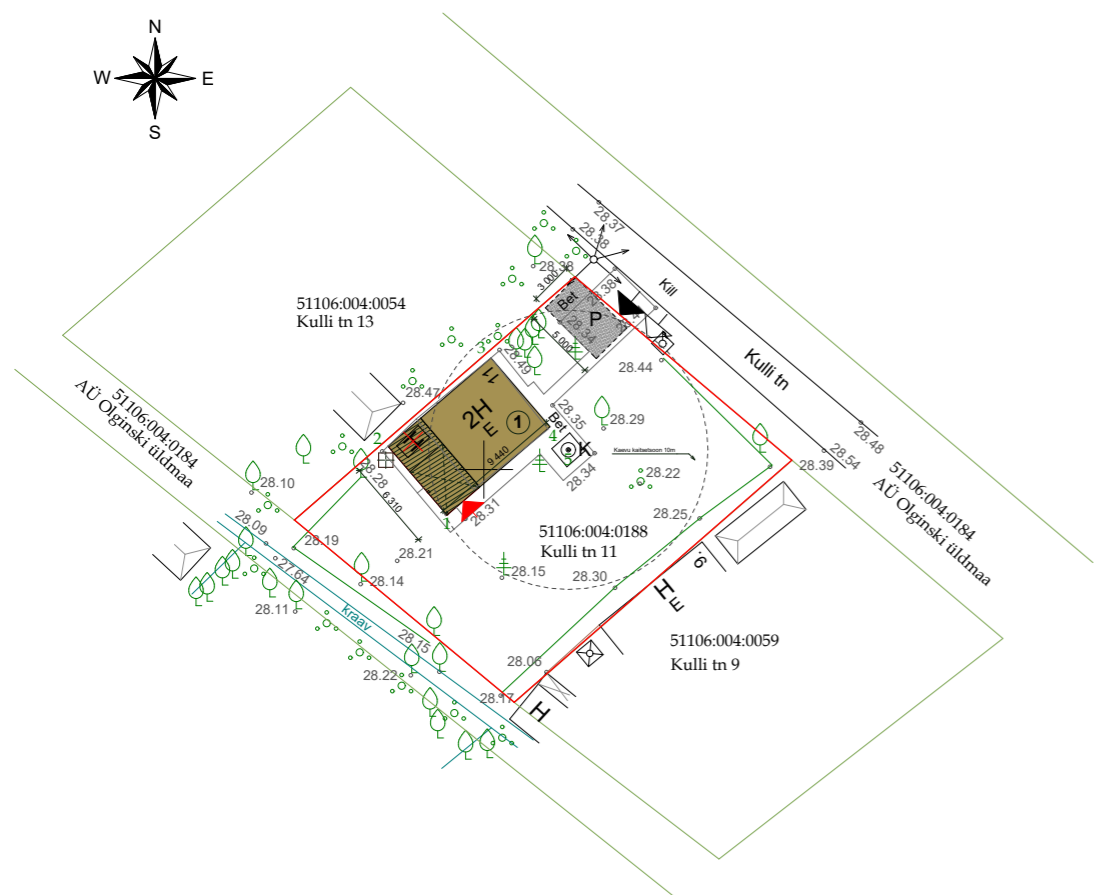 N
W E
S
28.37
28.38
28.38
3.000
Kill
28.38
Bet
P
28.34
51106:004:0054
Kulli tn 13
5.000
28.44
Kulli tn
3
28.49
11
28.47
2H
E
1
28.35
Bet
28.29
28.48
28.54
28.39
51106:004:0184
AÜ Olginski üldmaa
51106:004:0184
AÜ Olginski üldmaa
2
4
K
5
9.440
Kaevu kaitsetsoon 10m
28.34
28.22
28.28
28.10
6.310
1
28.31
28.25
28.09
28.19
28.21
51106:004:0188
Kulli tn 11
27.64
28.14
28.15
28.30
9.
H
E
28.11
kraav
28.15
51106:004:0059
Kulli tn 9
28.22
28.06
28.17
H